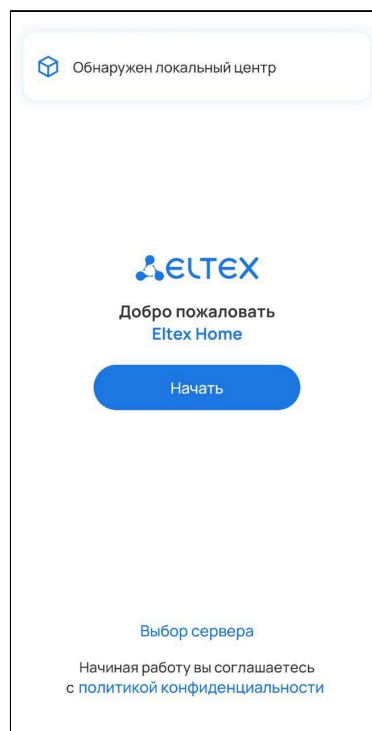 Обнаружен локальный центр
ELTEX
Добро пожаловать
Eltex Home
Начать
Выбор сервера
Начиная работу вы соглашаетесь
с политикой конфиденциальности